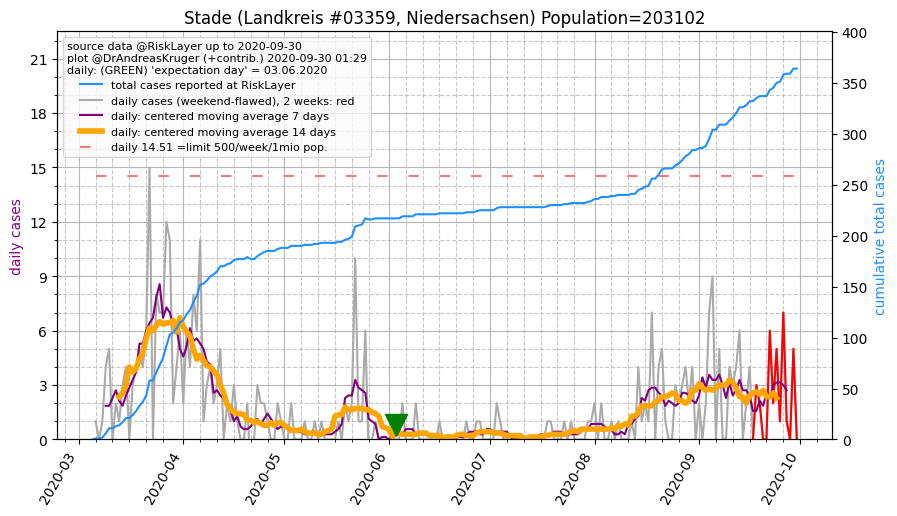 Stade (Landkreis #03359, Niedersachsen) Population=203102
source data @RiskLayer up to 2020-09-30
plot @DrAndreasKruger (+contrib.) 2020-09-30 01:29
daily: (GREEN) 'expectation day' = 03.06.2020
total cases reported at RiskLayer
daily cases (weekend-flawed), 2 weeks: red
daily: centered moving average 7 days
daily: centered moving average 14 days
daily 14.51 =limit 500/week/1mio pop.
daily cases
21
18
15
12
9
6
3
0
cumulative total cases
400
350
300
250
200
150
100
50
0
2020-03
2020-04
2020-05
2020-06
2020-07
2020-08
2020-09
2020-10